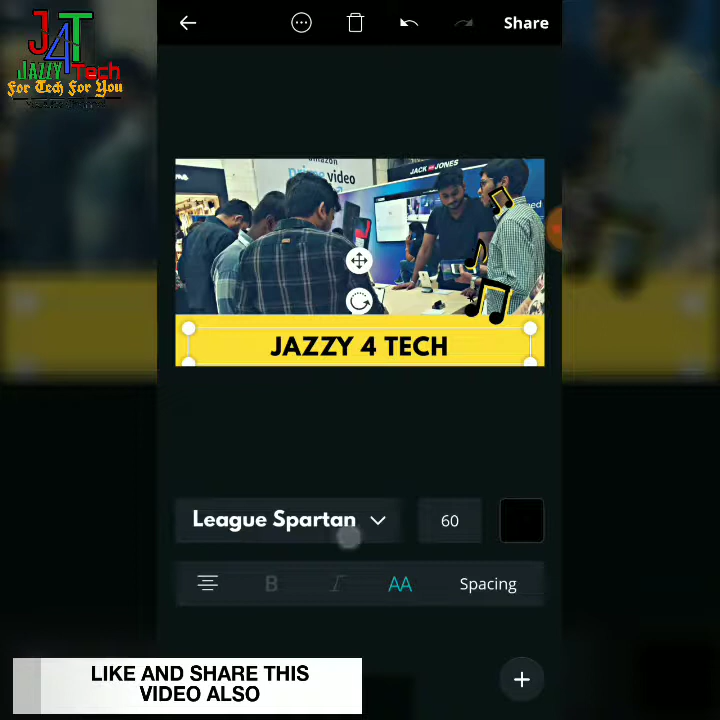 J4T
JAZZY Tech
For Tech For You
Share
amazon
prime video
JACK JONES
JAZZY 4 TECH
League Spartan
60
B
I
AA
Spacing
LIKE AND SHARE THIS
VIDEO ALSO